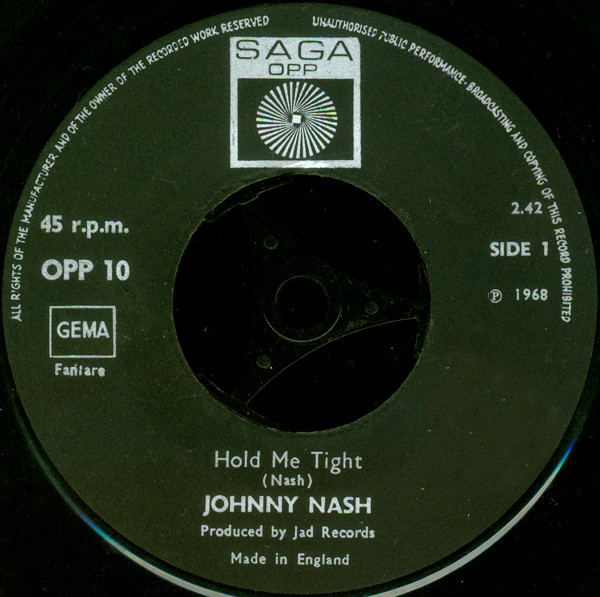 ALL RIGHTS OF THE MANUFACTURER AND OF THE OWNER OF THE RECORDED WORK RESERVED
UNAUTHORISED PUBLIC PERFORMANCE · BROADCASTING AND COPYING OF THIS RECORD PROHIBITED
SAGA
OPP
45 r.p.m.
OPP 10
GEMA
Fanfare
2.42
SIDE 1
℗ 1968
Hold Me Tight
(Nash)
JOHNNY NASH
Produced by Jad Records
Made in England